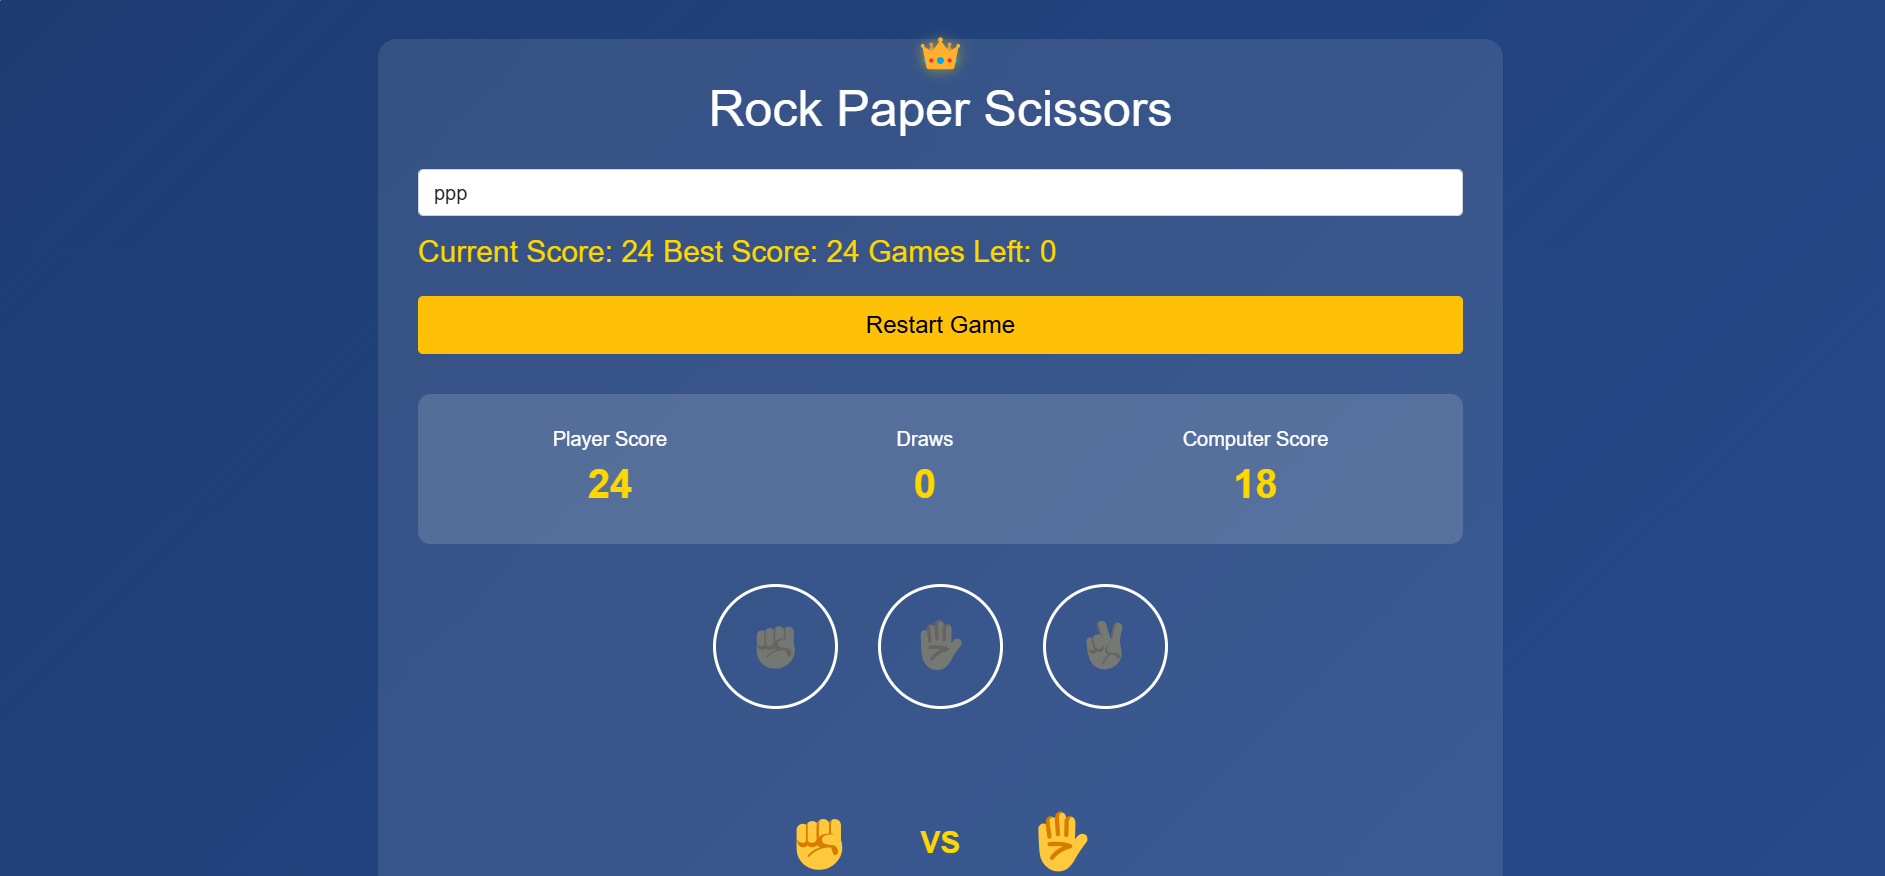 Rock Paper Scissors
ppp
Current Score: 24 Best Score: 24 Games Left: 0
Restart Game
Player Score
Draws
Computer Score
24
0
18
VS